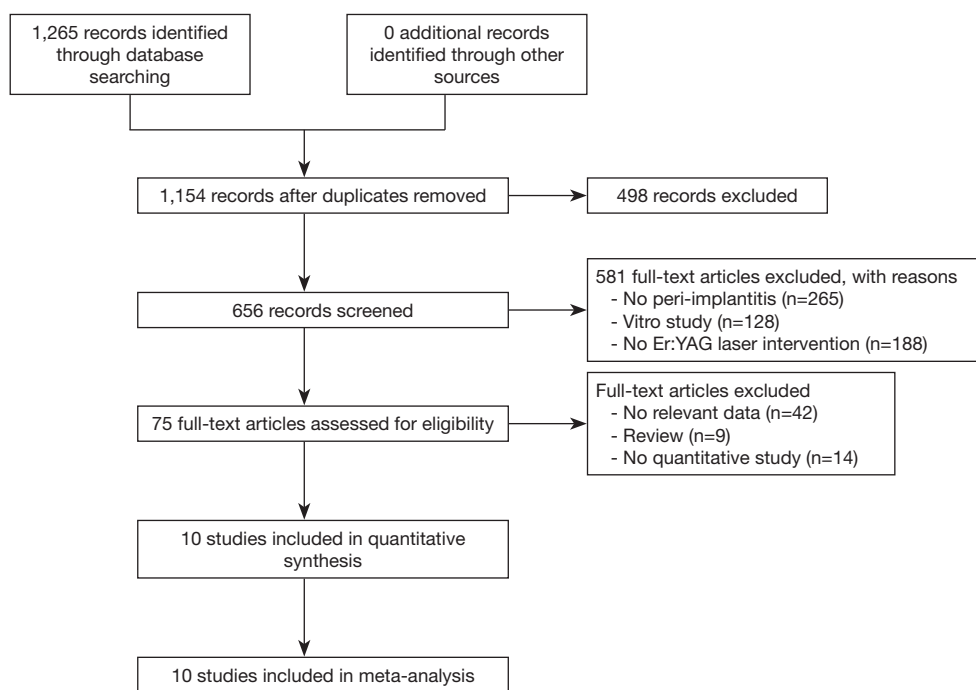 1,265 records identified
through database
searching
0 additional records
identified through other
sources
1,154 records after duplicates removed
498 records excluded
656 records screened
581 full-text articles excluded, with reasons
- No peri-implantitis (n=265)
- Vitro study (n=128)
- No Er:YAG laser intervention (n=188)
75 full-text articles assessed for eligibility
Full-text articles excluded
- No relevant data (n=42)
- Review (n=9)
- No quantitative study (n=14)
10 studies included in quantitative
synthesis
10 studies included in meta-analysis